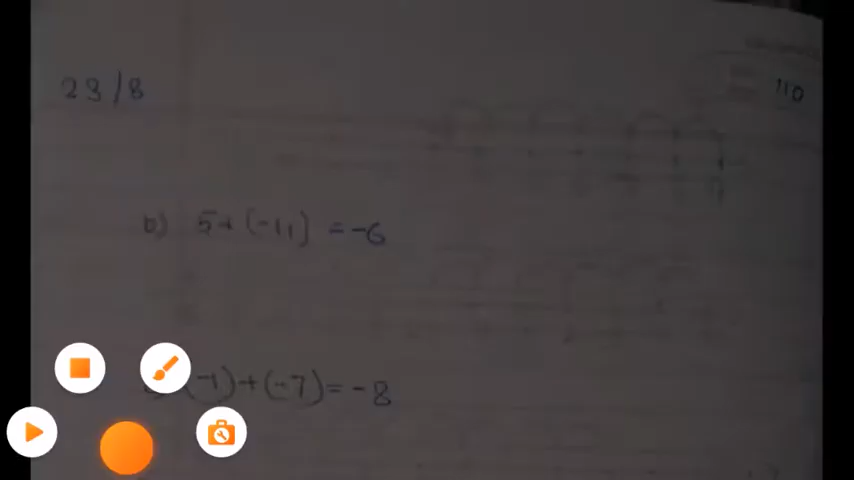 23/8
110
b) 5+(-11) = -6
(-1)+(-7)= -8